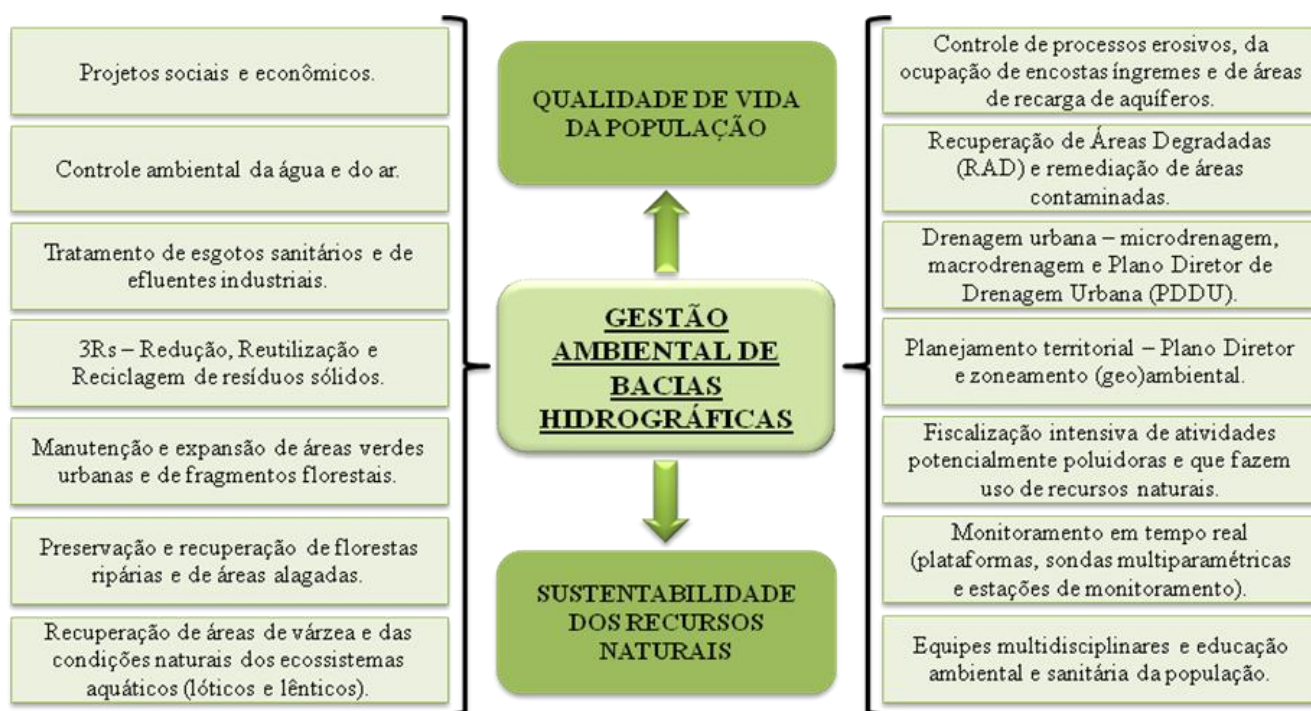 Projetos sociais e econômicos.
Controle ambiental da água e do ar.
Tratamento de esgotos sanitários e de
efluentes industriais.
3Rs – Redução, Reutilização e
Reciclagem de resíduos sólidos.
Manutenção e expansão de áreas verdes
urbanas e de fragmentos florestais.
Preservação e recuperação de florestas
ripárias e de áreas alagadas.
Recuperação de áreas de várzea e das
condições naturais dos ecossistemas
aquáticos (lóticos e lênticos).
QUALIDADE DE VIDA
DA POPULAÇÃO
GESTÃO
AMBIENTAL DE
BACIAS
HIDROGRÁFICAS
SUSTENTABILIDADE
DOS RECURSOS
NATURAIS
Controle de processos erosivos, da
ocupação de encostas íngremes e de áreas
de recarga de aquíferos.
Recuperação de Áreas Degradadas
(RAD) e remediação de áreas
contaminadas.
Drenagem urbana – microdrenagem,
macrodrenagem e Plano Diretor de
Drenagem Urbana (PDDU).
Planejamento territorial – Plano Diretor
e zoneamento (geo)ambiental.
Fiscalização intensiva de atividades
potencialmente poluidoras e que fazem
uso de recursos naturais.
Monitoramento em tempo real
(plataformas, sondas multiparamétricas
e estações de monitoramento).
Equipes multidisciplinares e educação
ambiental e sanitária da população.